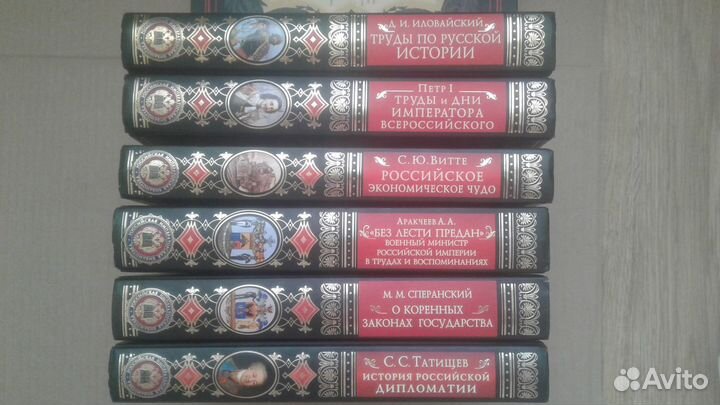 Д. И. ИЛОВАЙСКИЙ
ТРУДЫ ПО РУССКОЙ
ИСТОРИИ
ПЕТР I
ТРУДЫ И ДНИ
ИМПЕРАТОРА
ВСЕРОССИЙСКОГО
С. Ю. ВИТТЕ
РОССИЙСКОЕ
ЭКОНОМИЧЕСКОЕ ЧУДО
АРАКЧЕЕВ А. А.
«БЕЗ ЛЕСТИ ПРЕДАН»
ВОЕННЫЙ МИНИСТР
РОССИЙСКОЙ ИМПЕРИИ
В ТРУДАХ И ВОСПОМИНАНИЯХ
М. М. СПЕРАНСКИЙ
О КОРЕННЫХ
ЗАКОНАХ ГОСУДАРСТВА
С. С. ТАТИЩЕВ
ИСТОРИЯ РОССИЙСКОЙ
ДИПЛОМАТИИ
Avito